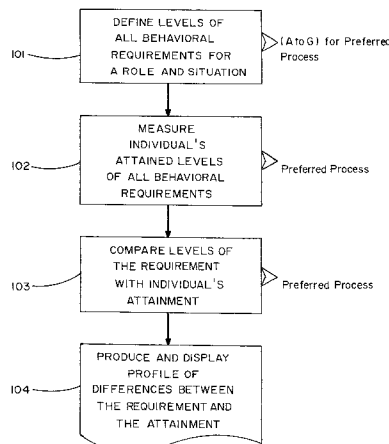 DEFINE LEVELS OF
ALL BEHAVIORAL
REQUIREMENTS FOR
A ROLE AND SITUATION
101
(A to G) for Preferred
Process
MEASURE
INDIVIDUAL'S
ATTAINED LEVELS
OF ALL BEHAVIORAL
REQUIREMENTS
102
Preferred Process
COMPARE LEVELS OF
THE REQUIREMENT
WITH INDIVIDUAL'S
ATTAINMENT
103
Preferred Process
PRODUCE AND DISPLAY
PROFILE OF
DIFFERENCES BETWEEN
THE REQUIREMENT AND
THE ATTAINMENT
104